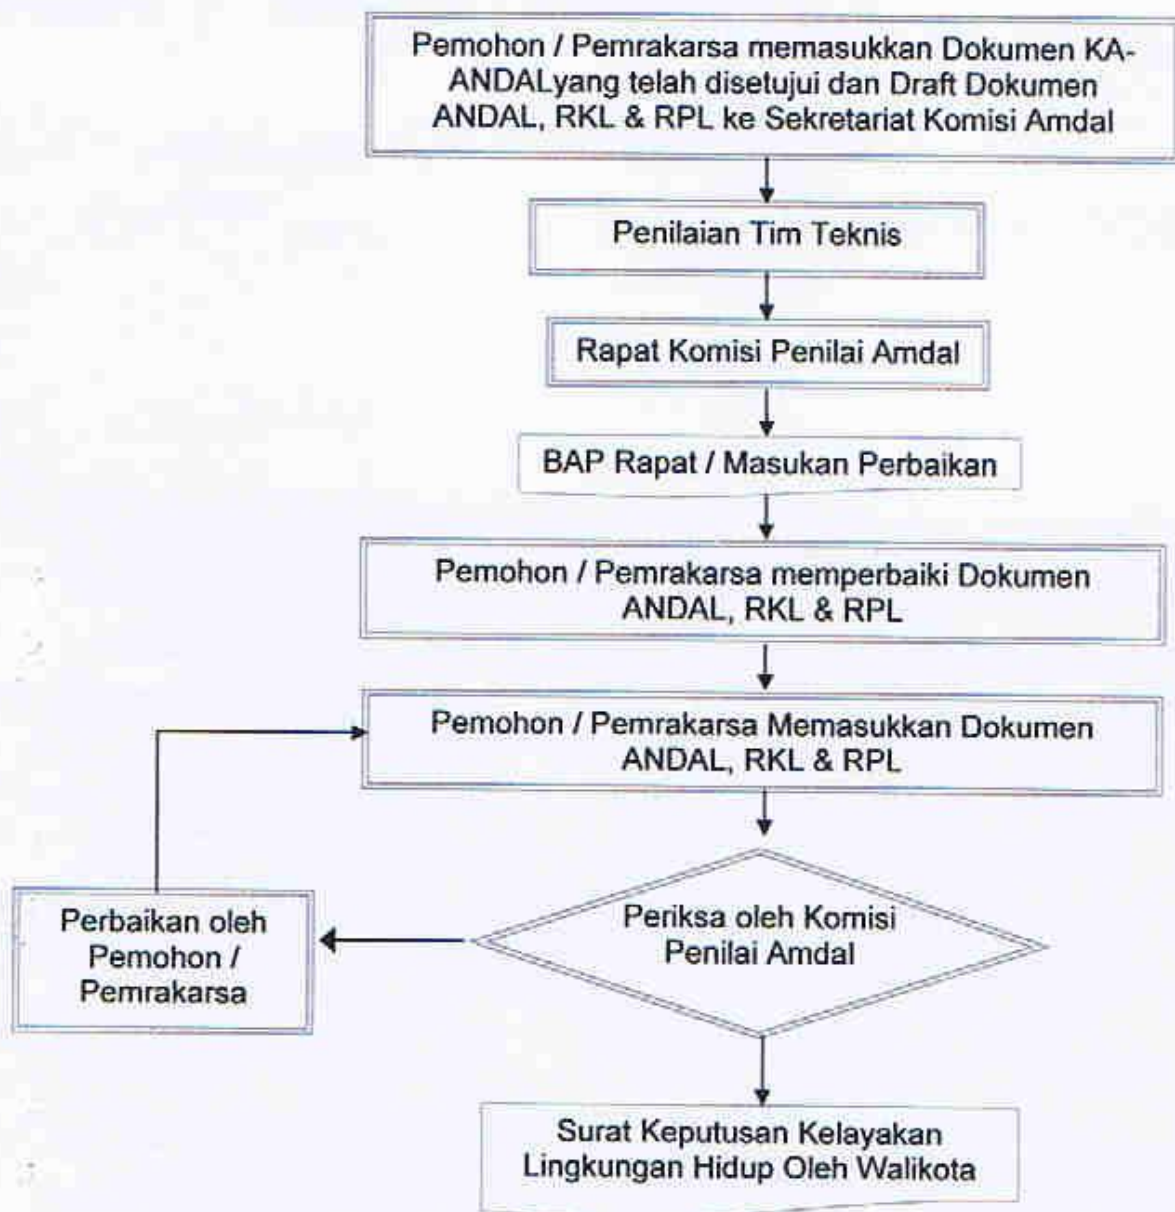 Pemohon / Pemrakarsa memasukkan Dokumen KA-
ANDALyang telah disetujui dan Draft Dokumen
ANDAL, RKL & RPL ke Sekretariat Komisi Amdal
Penilaian Tim Teknis
Rapat Komisi Penilai Amdal
BAP Rapat / Masukan Perbaikan
Pemohon / Pemrakarsa memperbaiki Dokumen
ANDAL, RKL & RPL
Pemohon / Pemrakarsa Memasukkan Dokumen
ANDAL, RKL & RPL
Periksa oleh Komisi
Penilai Amdal
Perbaikan oleh
Pemohon /
Pemrakarsa
Surat Keputusan Kelayakan
Lingkungan Hidup Oleh Walikota